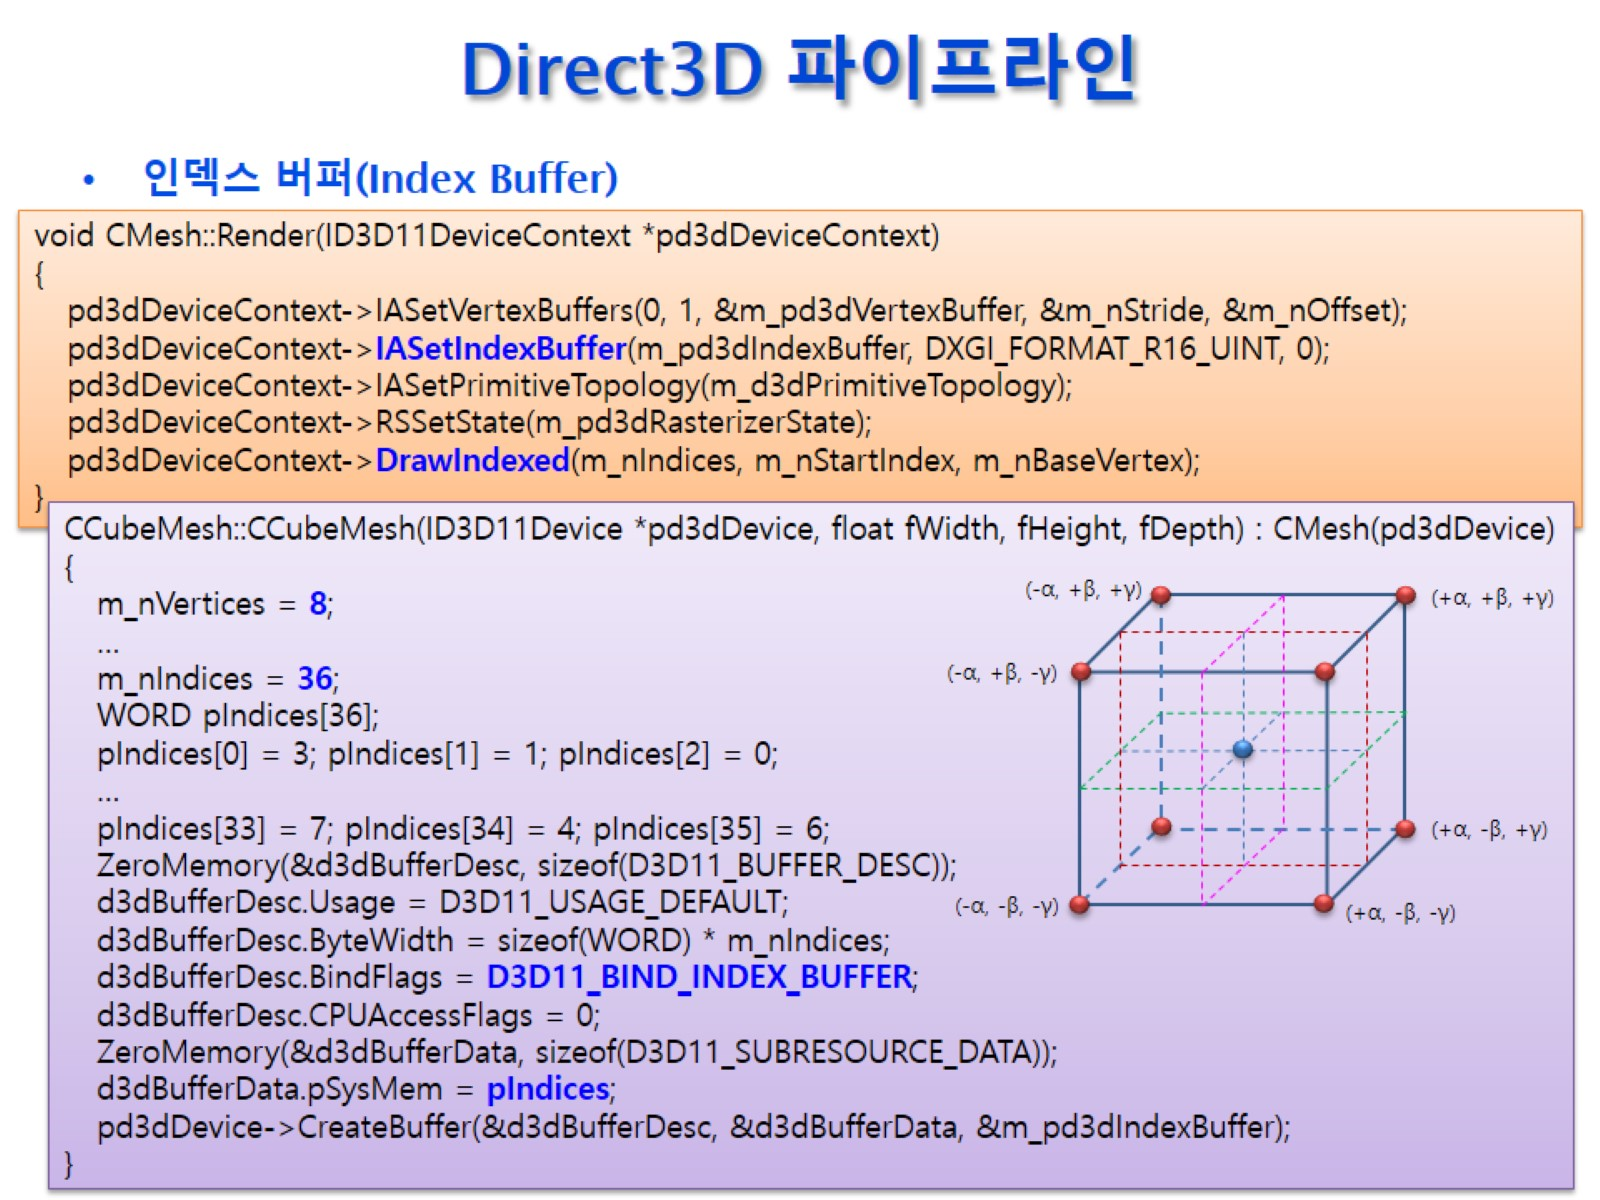 Direct3D 파이프라인
• 인덱스 버퍼(Index Buffer)
void CMesh::Render(ID3D11DeviceContext *pd3dDeviceContext)
{
pd3dDeviceContext->IASetVertexBuffers(0, 1, &m_pd3dVertexBuffer, &m_nStride, &m_nOffset);
pd3dDeviceContext->IASetIndexBuffer(m_pd3dIndexBuffer, DXGI_FORMAT_R16_UINT, 0);
pd3dDeviceContext->IASetPrimitiveTopology(m_d3dPrimitiveTopology);
pd3dDeviceContext->RSSetState(m_pd3dRasterizerState);
pd3dDeviceContext->DrawIndexed(m_nIndices, m_nStartIndex, m_nBaseVertex);
}
CCubeMesh::CCubeMesh(ID3D11Device *pd3dDevice, float fWidth, fHeight, fDepth) : CMesh(pd3dDevice)
{
m_nVertices = 8;
...
m_nIndices = 36;
WORD pIndices[36];
pIndices[0] = 3; pIndices[1] = 1; pIndices[2] = 0;
...
pIndices[33] = 7; pIndices[34] = 4; pIndices[35] = 6;
ZeroMemory(&d3dBufferDesc, sizeof(D3D11_BUFFER_DESC));
d3dBufferDesc.Usage = D3D11_USAGE_DEFAULT;
d3dBufferDesc.ByteWidth = sizeof(WORD) * m_nIndices;
d3dBufferDesc.BindFlags = D3D11_BIND_INDEX_BUFFER;
d3dBufferDesc.CPUAccessFlags = 0;
ZeroMemory(&d3dBufferData, sizeof(D3D11_SUBRESOURCE_DATA));
d3dBufferData.pSysMem = pIndices;
pd3dDevice->CreateBuffer(&d3dBufferDesc, &d3dBufferData, &m_pd3dIndexBuffer);
}
(-α, +β, +γ)
(+α, +β, +γ)
(-α, +β, -γ)
(+α, -β, +γ)
(-α, -β, -γ)
(+α, -β, -γ)